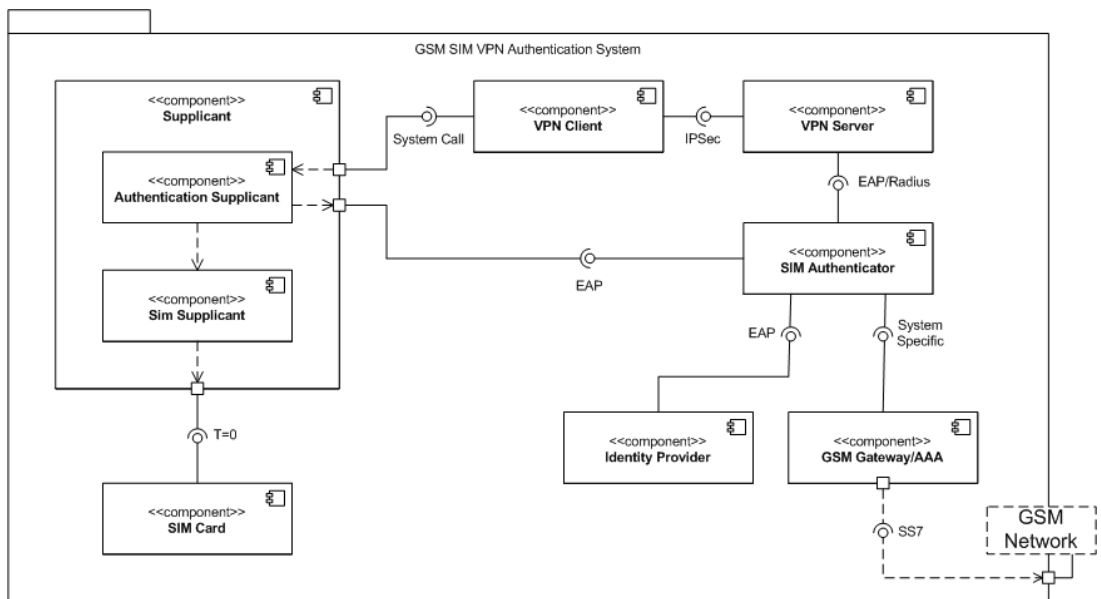 GSM SIM VPN Authentication System
<<component>>
Supplicant
<<component>>
VPN Client
<<component>>
VPN Server
System Call
IPSec
<<component>>
Authentication Supplicant
EAP/Radius
<<component>>
SIM Authenticator
EAP
<<component>>
Sim Supplicant
EAP
System
Specific
T=0
<<component>>
Identity Provider
<<component>>
GSM Gateway/AAA
<<component>>
SIM Card
SS7
GSM
Network